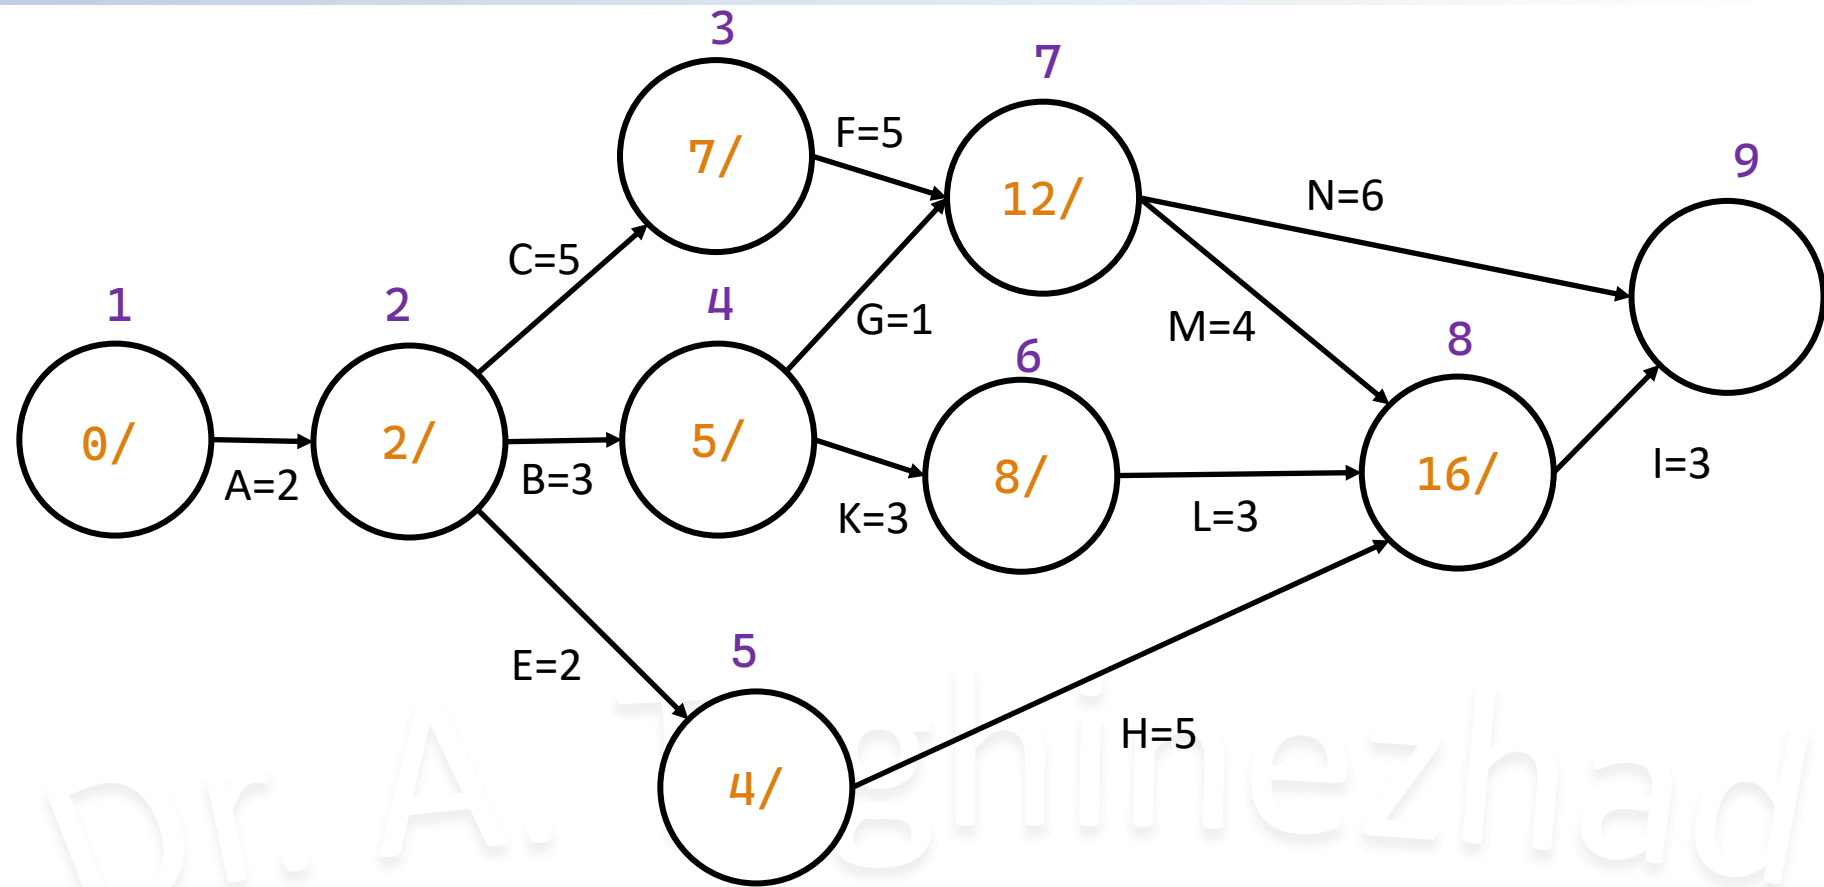 3
7
9
7/
F=5
12/
N=6
C=5
1
2
4
G=1
M=4
8
6
0/
2/
5/
8/
16/
A=2
B=3
K=3
L=3
I=3
E=2
5
4/
H=5
Dr. A. Taghinezhad